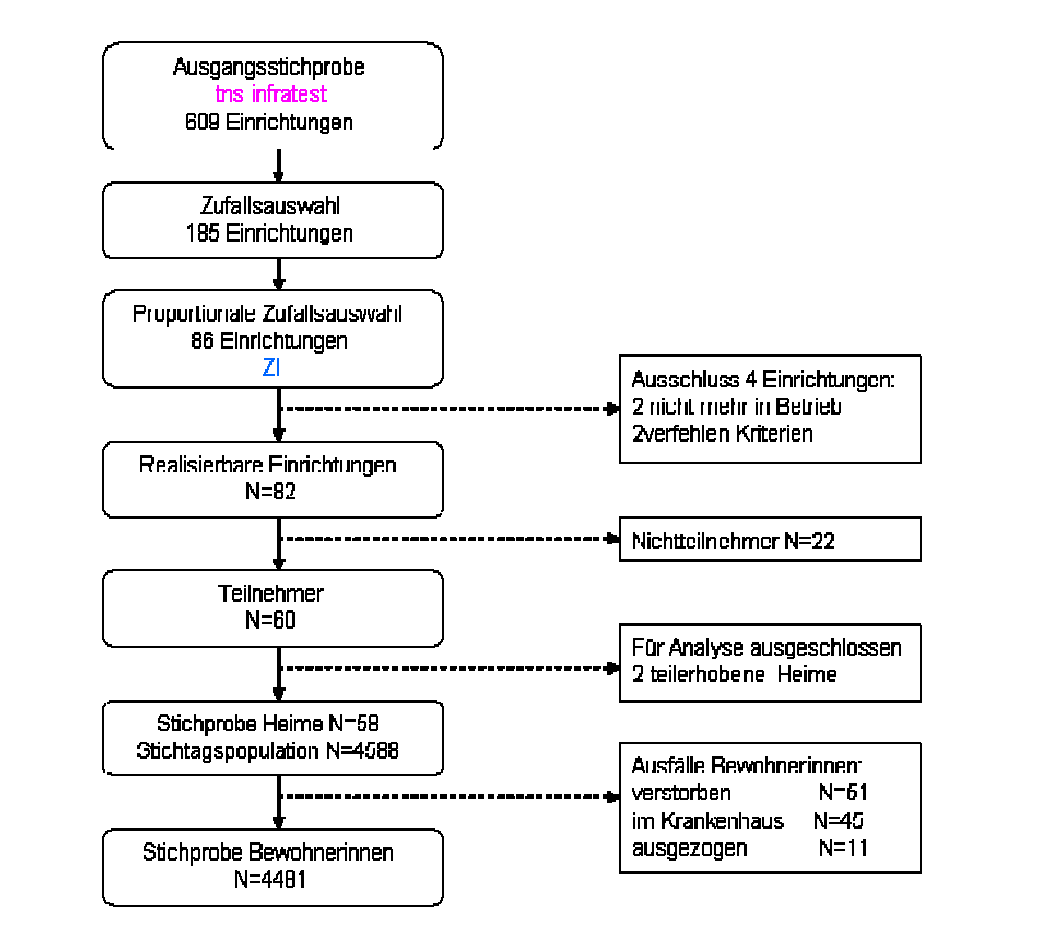 Ausgangsstichprobe
tns infratest
609 Einrichtungen
Zufallsauswahl
185 Einrichtungen
Proportionale Zufallsauswahl
86 Einrichtungen
ZI
Ausschluss 4 Einrichtungen:
2 nicht mehr in Betrieb
2verfehlen Kriterien
Realisierbare Einrichtungen
N=82
Nichtteilnehmer N=22
Teilnehmer
N=60
Für Analyse ausgeschlossen
2 teilerhobene Heime
Stichprobe Heime N=58
Stichtagspopulation N=4588
Ausfälle Bewohnerinnen:
verstorben N=51
im Krankenhaus N=45
ausgezogen N=11
Stichprobe Bewohnerinnen
N=4481